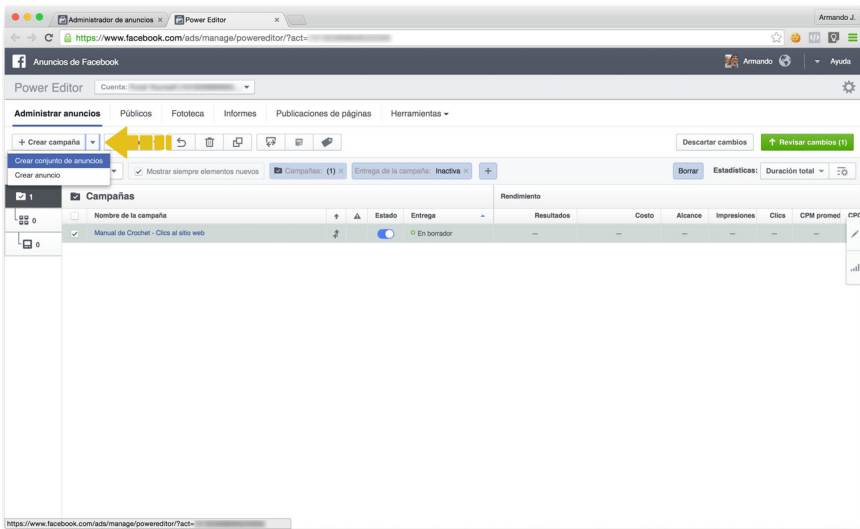 Administrador de anuncios
Power Editor
Armando J.
https://www.facebook.com/ads/manage/powereditor/?act=
Anuncios de Facebook
Armando
Ayuda
Power Editor
Cuenta:
Administrar anuncios
Públicos
Fototeca
Informes
Publicaciones de páginas
Herramientas
+ Crear campaña
Descartar cambios
Revisar cambios (1)
Crear conjunto de anuncios
Crear anuncio
Mostrar siempre elementos nuevos
Campañas: (1) ×
Entrega de la campaña: Inactiva ×
+
Borrar
Estadísticas: Duración total
1
Campañas
Rendimiento
0
Nombre de la campaña
Estado
Entrega
Resultados
Costo
Alcance
Impresiones
Clics
CPM promed
CPC
0
Manual de Crochet - Clics al sitio web
En borrador
— — — — — —
https://www.facebook.com/ads/manage/powereditor/?act=